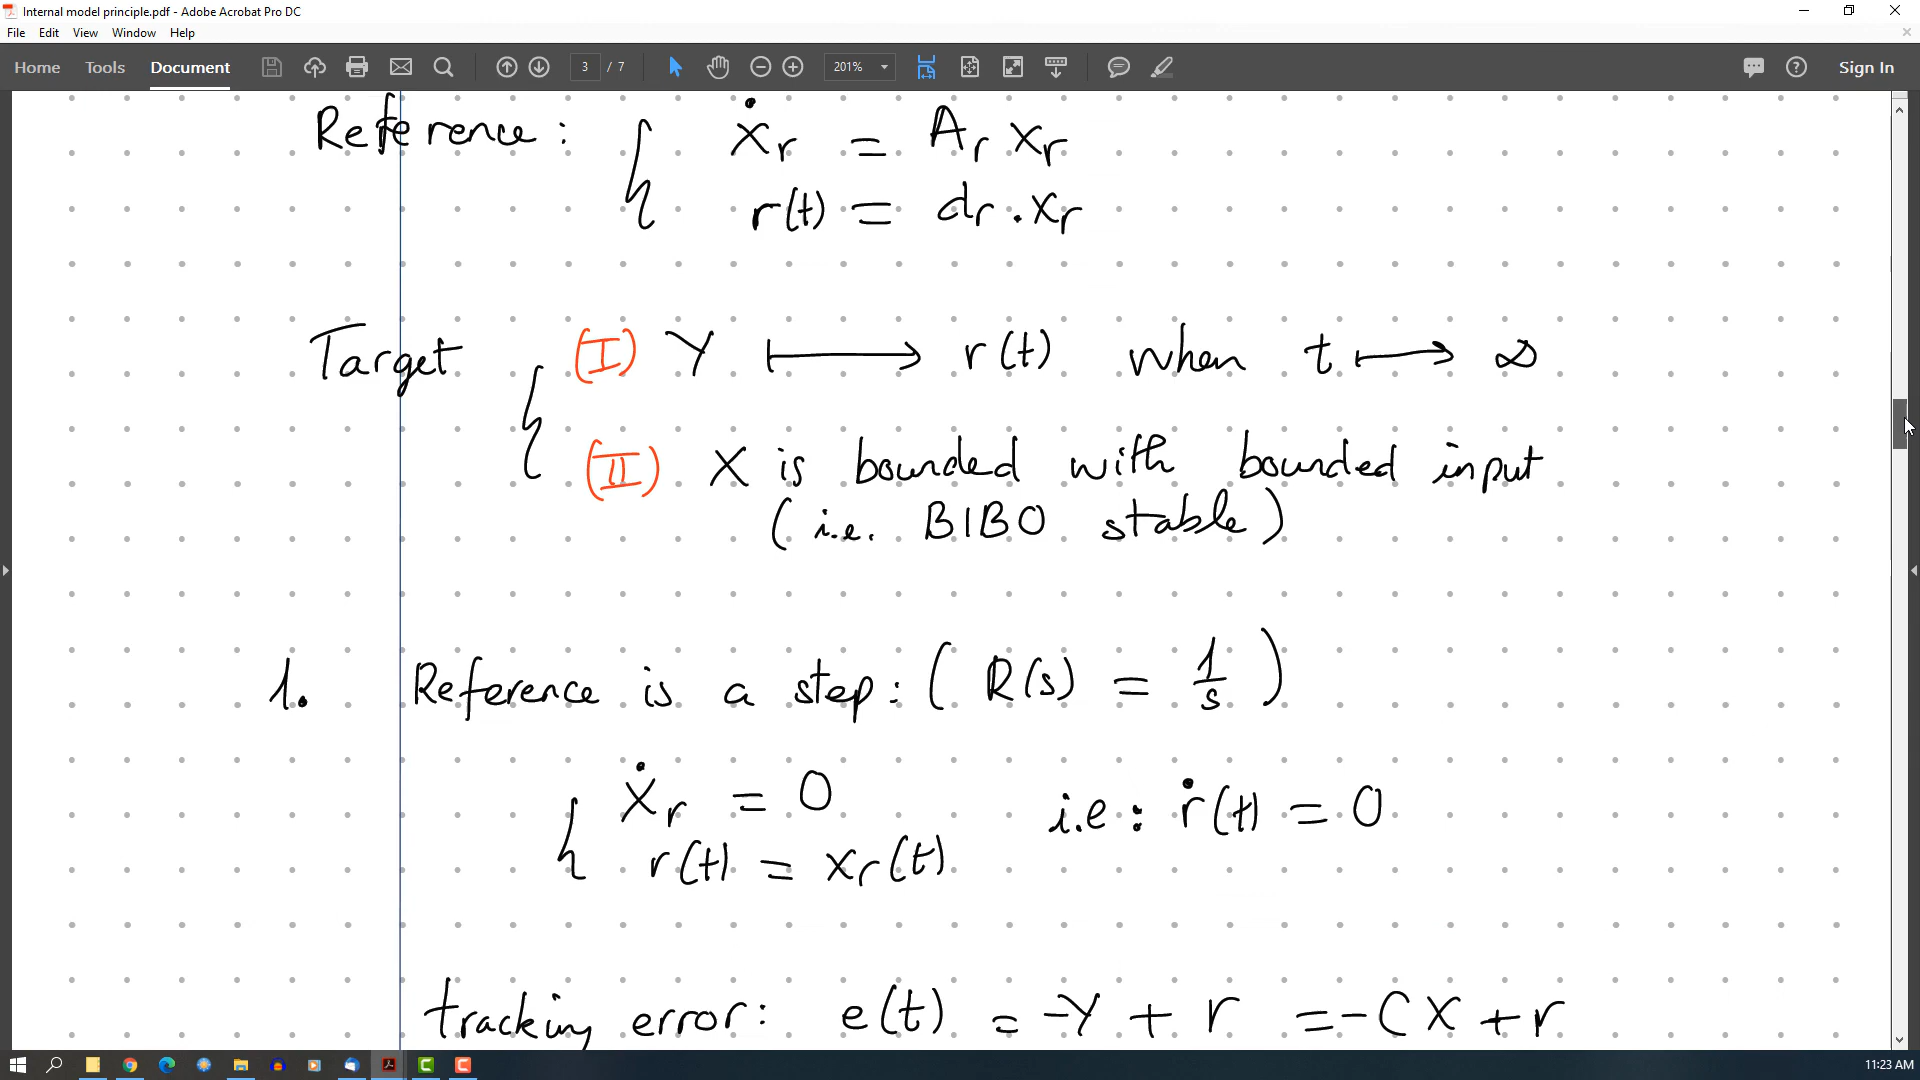 Internal model principle.pdf - Adobe Acrobat Pro DC
File Edit View Window Help
Home Tools Document 3 / 7 201% Sign In
Reference: { ẋr = Ar xr
r(t) = dr . xr
Target { (I) Y ⟼ r(t) when t ⟼ ∞
(II) X is bounded with bounded input
(i.e. BIBO stable)
1. Reference is a step: ( R(s) = 1/s )
{ ẋr = 0 i.e: ṙ(t) = 0
r(t) = xr(t)
tracking error: e(t) = -Y + r = -CX + r
11:23 AM